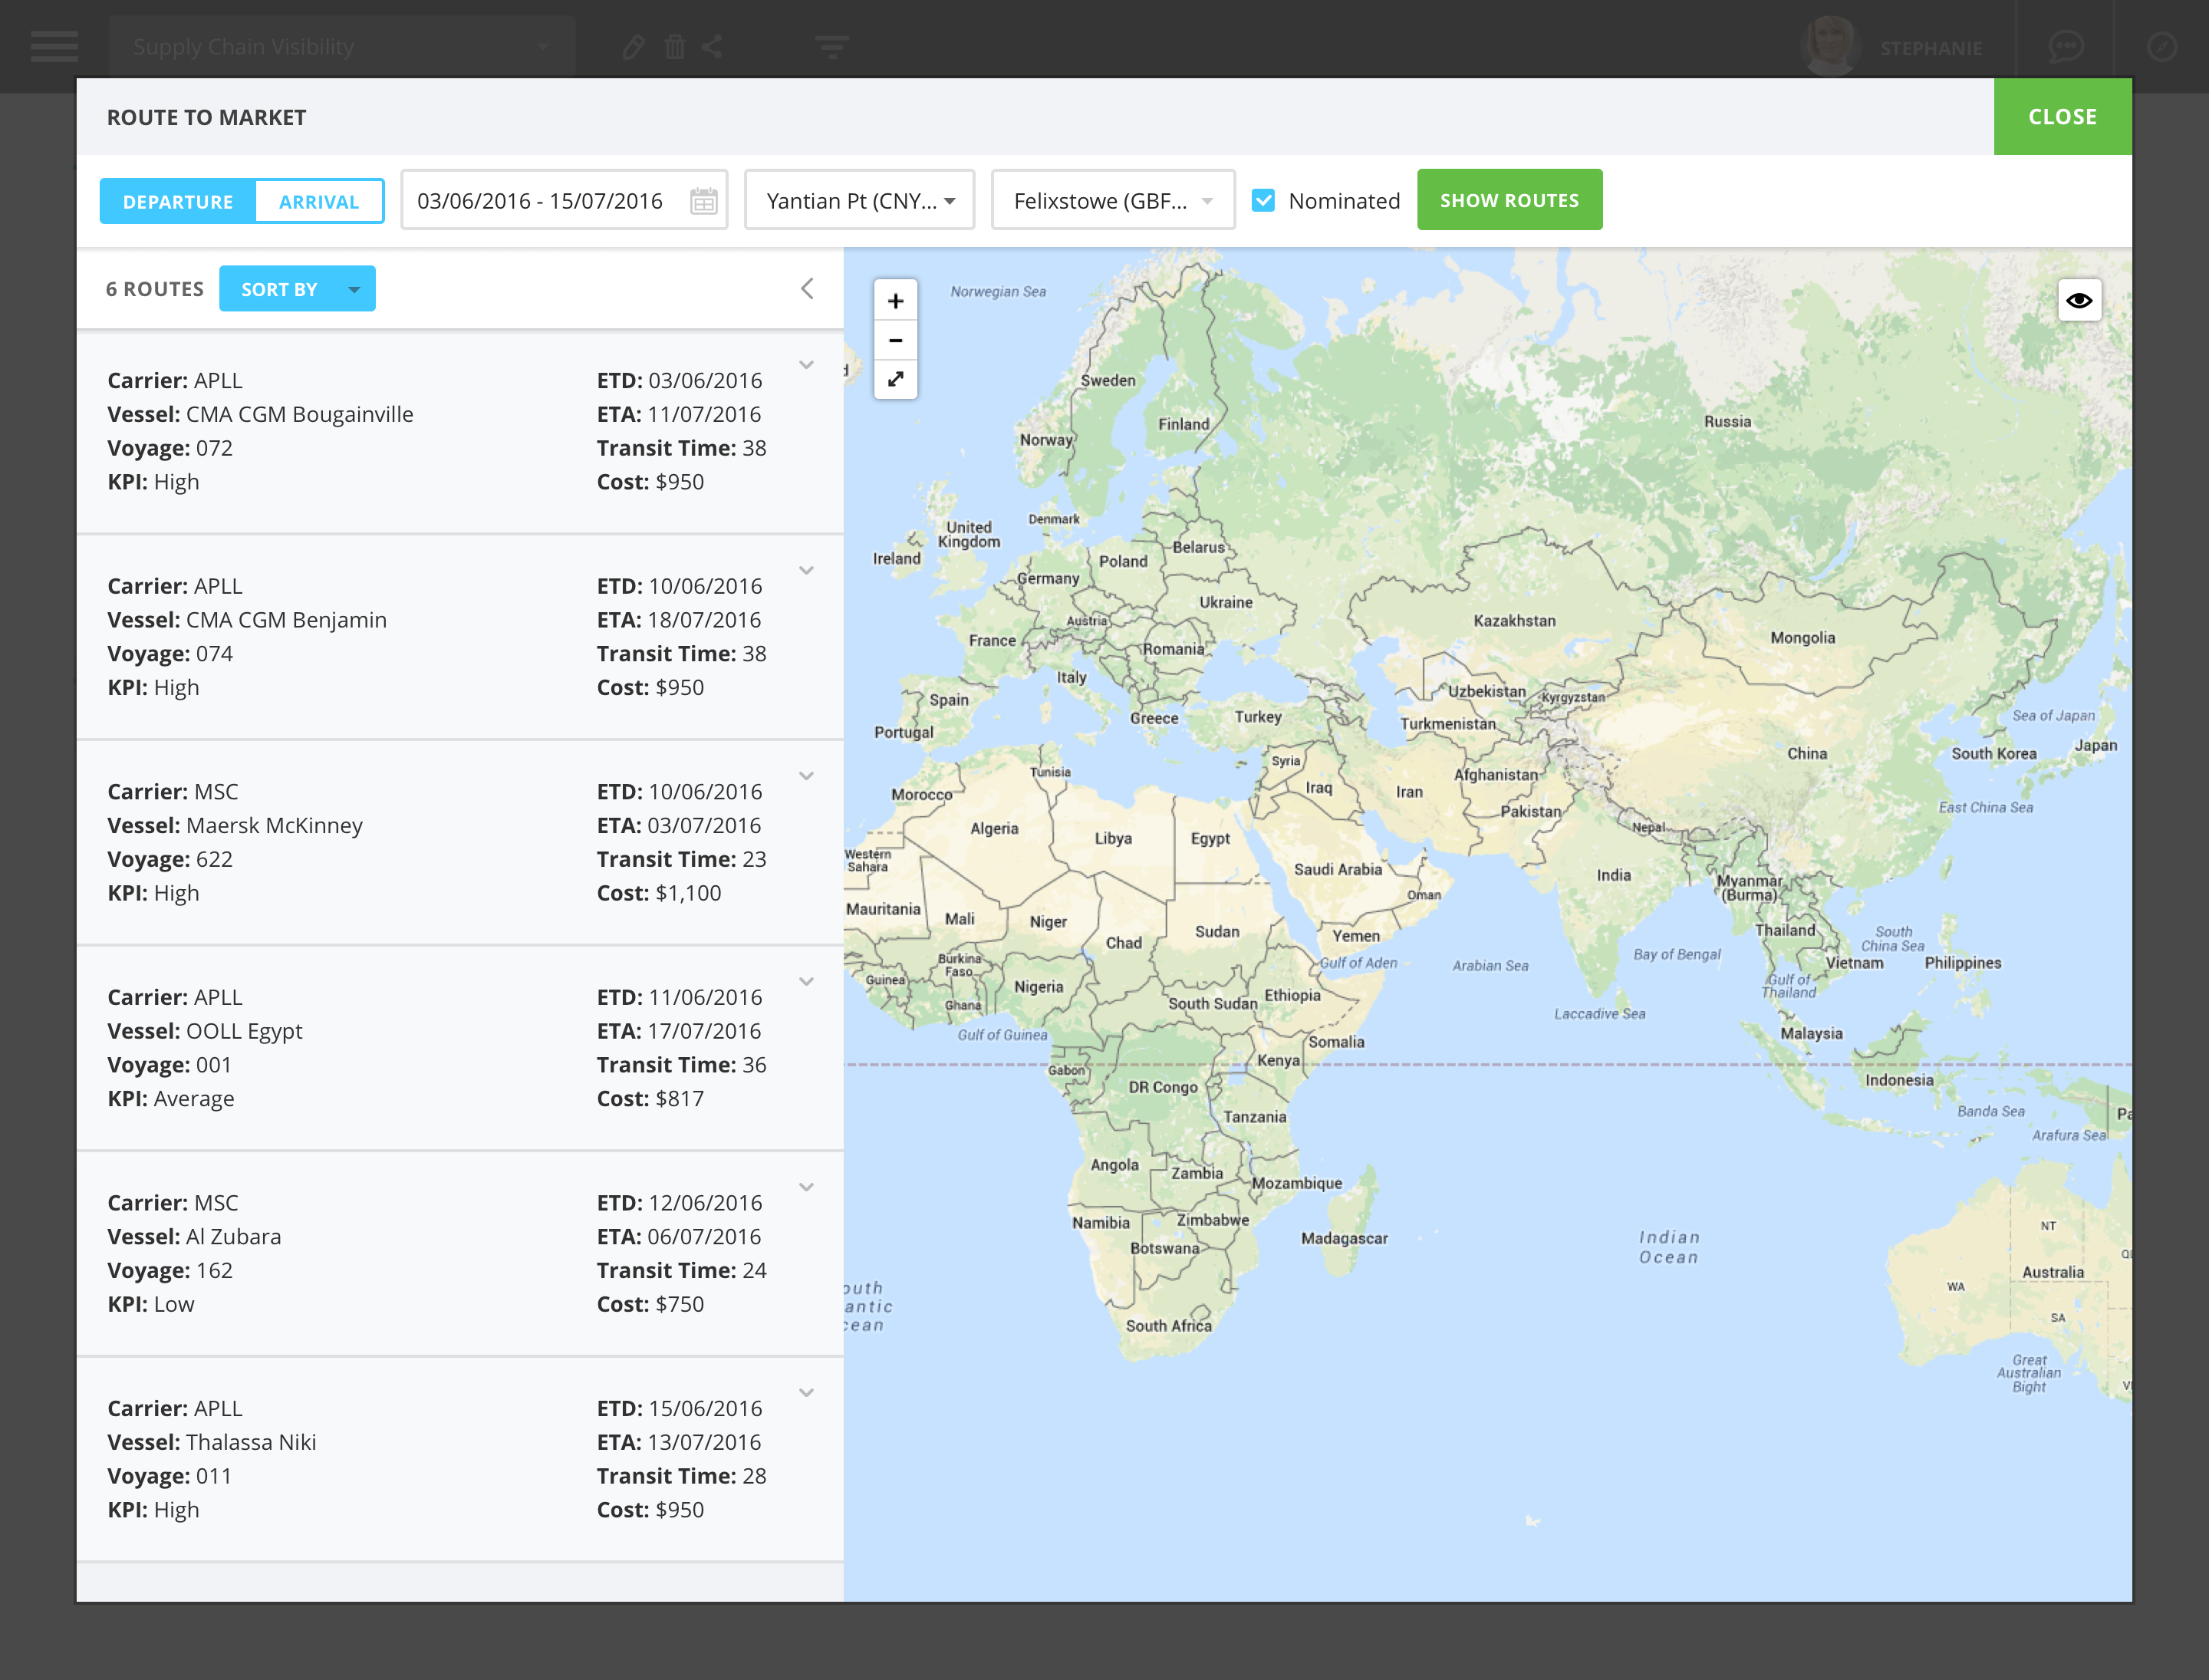 Supply Chain Visibility
STEPHANIE
ROUTE TO MARKET
CLOSE
DEPARTURE ARRIVAL 03/06/2016 - 15/07/2016 Yantian Pt (CNY... Felixstowe (GBF... Nominated SHOW ROUTES
6 ROUTES SORT BY
Carrier: APLL
Vessel: CMA CGM Bougainville
Voyage: 072
KPI: High
ETD: 03/06/2016
ETA: 11/07/2016
Transit Time: 38
Cost: $950
Carrier: APLL
Vessel: CMA CGM Benjamin
Voyage: 074
KPI: High
ETD: 10/06/2016
ETA: 18/07/2016
Transit Time: 38
Cost: $950
Carrier: MSC
Vessel: Maersk McKinney
Voyage: 622
KPI: High
ETD: 10/06/2016
ETA: 03/07/2016
Transit Time: 23
Cost: $1,100
Carrier: APLL
Vessel: OOLL Egypt
Voyage: 001
KPI: Average
ETD: 11/06/2016
ETA: 17/07/2016
Transit Time: 36
Cost: $817
Carrier: MSC
Vessel: Al Zubara
Voyage: 162
KPI: Low
ETD: 12/06/2016
ETA: 06/07/2016
Transit Time: 24
Cost: $750
Carrier: APLL
Vessel: Thalassa Niki
Voyage: 011
KPI: High
ETD: 15/06/2016
ETA: 13/07/2016
Transit Time: 28
Cost: $950
+
−
Norwegian Sea
Sweden
Finland
Norway
Russia
Denmark
United
Kingdom
Ireland
Belarus
Poland
Germany
Ukraine
Austria
Kazakhstan
France
Mongolia
Romania
Italy
Uzbekistan
Kyrgyzstan
Spain
Greece
Turkey
Turkmenistan
Sea of Japan
Portugal
Japan
China
South Korea
Syria
Tunisia
Afghanistan
Iraq
Iran
Morocco
East China Sea
Pakistan
Nepal
Algeria
Libya
Egypt
Western
Sahara
Saudi Arabia
India
Myanmar
(Burma)
Oman
Mauritania
Mali
Niger
Sudan
Thailand
South
China Sea
Yemen
Chad
Bay of Bengal
Burkina
Faso
Gulf of Aden
Arabian Sea
Vietnam
Philippines
Guinea
Nigeria
Gulf of
Thailand
Ethiopia
Ghana
South Sudan
Laccadive Sea
Gulf of Guinea
Malaysia
Somalia
Kenya
Gabon
Indonesia
DR Congo
Banda Sea
Pa
Tanzania
Arafura Sea
Angola
Zambia
Mozambique
Namibia
Zimbabwe
NT
Madagascar
Indian
Ocean
Botswana
Australia
WA
outh
antic
cean
SA
South Africa
Great
Australian
Bight